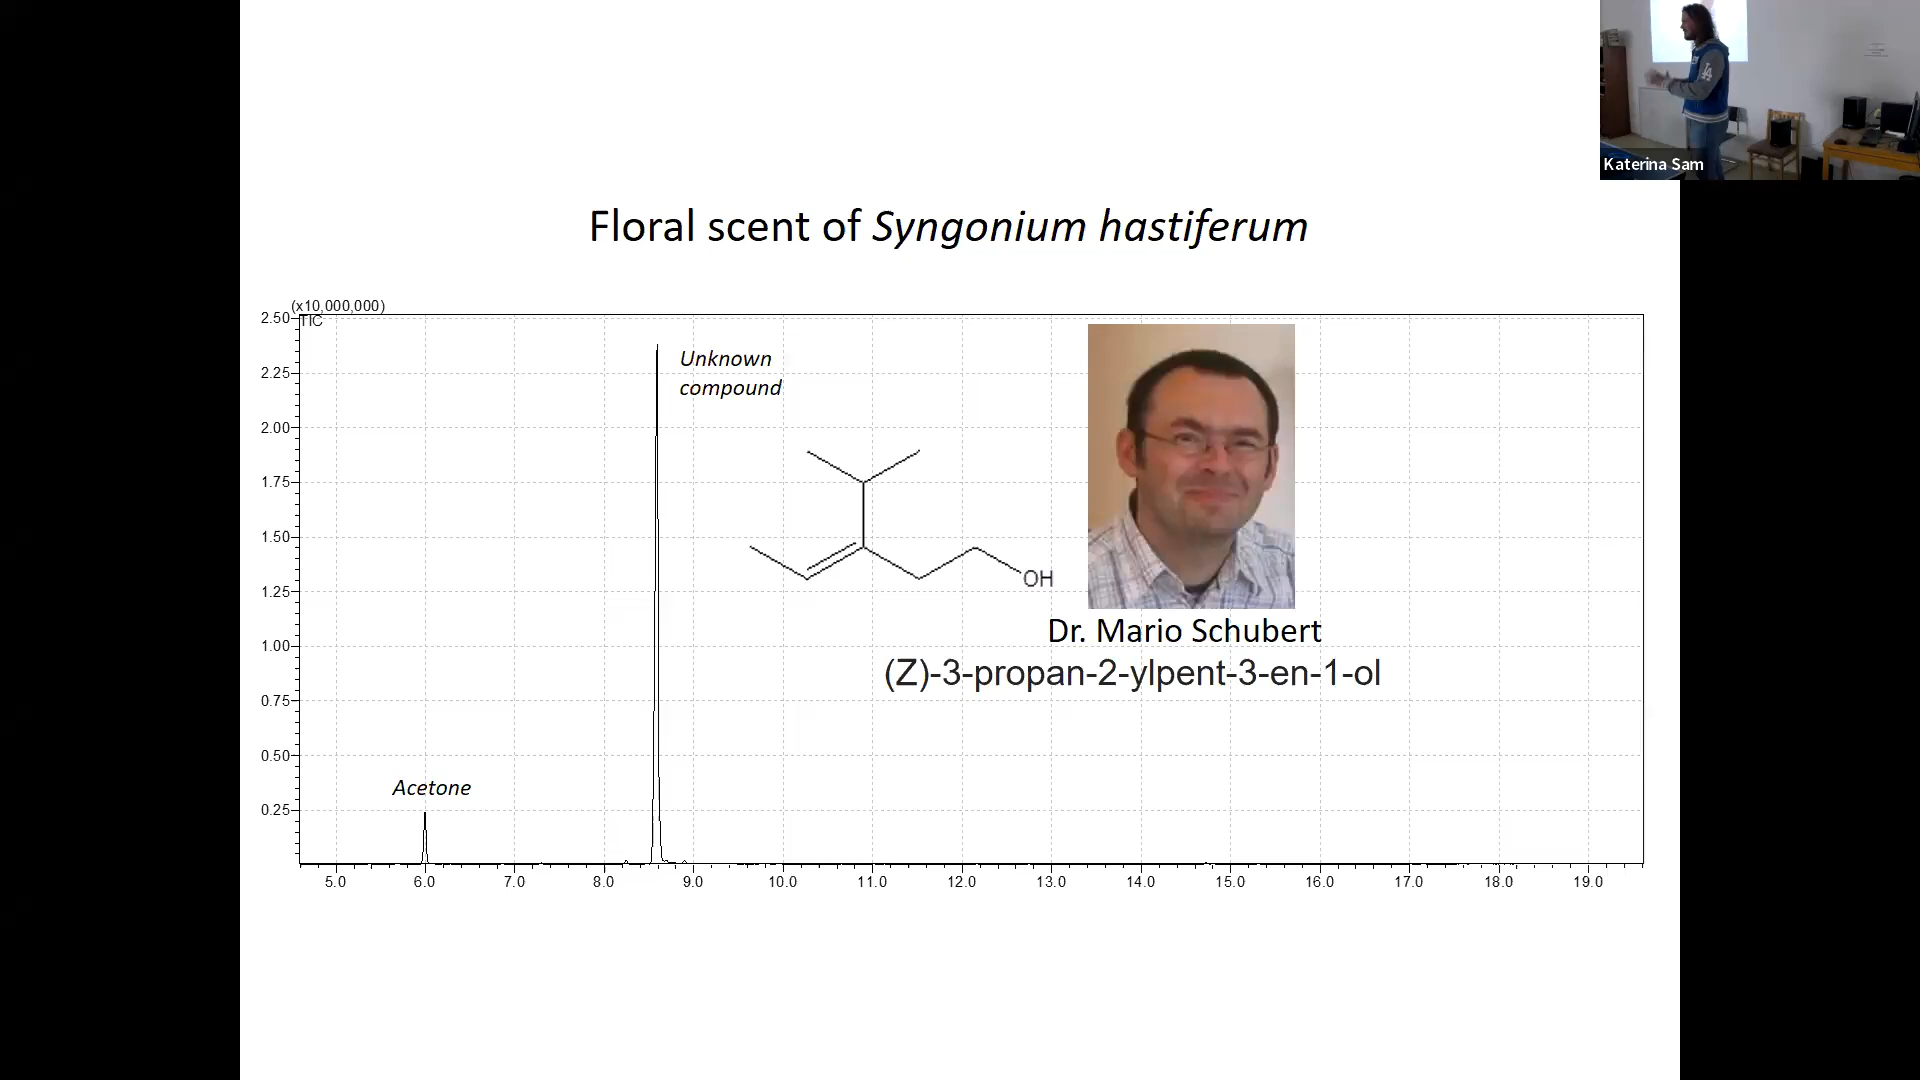 Katerina Sam
LA
Floral scent of Syngonium hastiferum
(x10,000,000)
2.50
TIC
2.25
2.00
1.75
1.50
1.25
1.00
0.75
0.50
0.25
Unknown
compound
OH
Dr. Mario Schubert
(Z)-3-propan-2-ylpent-3-en-1-ol
Acetone
5.0 6.0 7.0 8.0 9.0 10.0 11.0 12.0 13.0 14.0 15.0 16.0 17.0 18.0 19.0